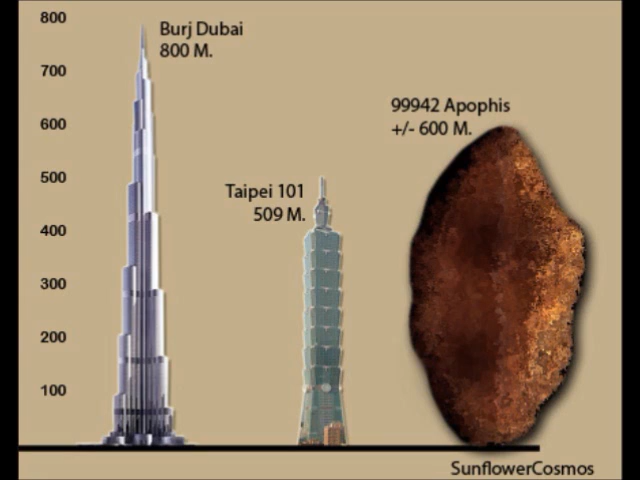 800
Burj Dubai
800 M.
700
600
99942 Apophis
+/- 600 M.
500
Taipei 101
509 M.
400
300
200
100
SunflowerCosmos